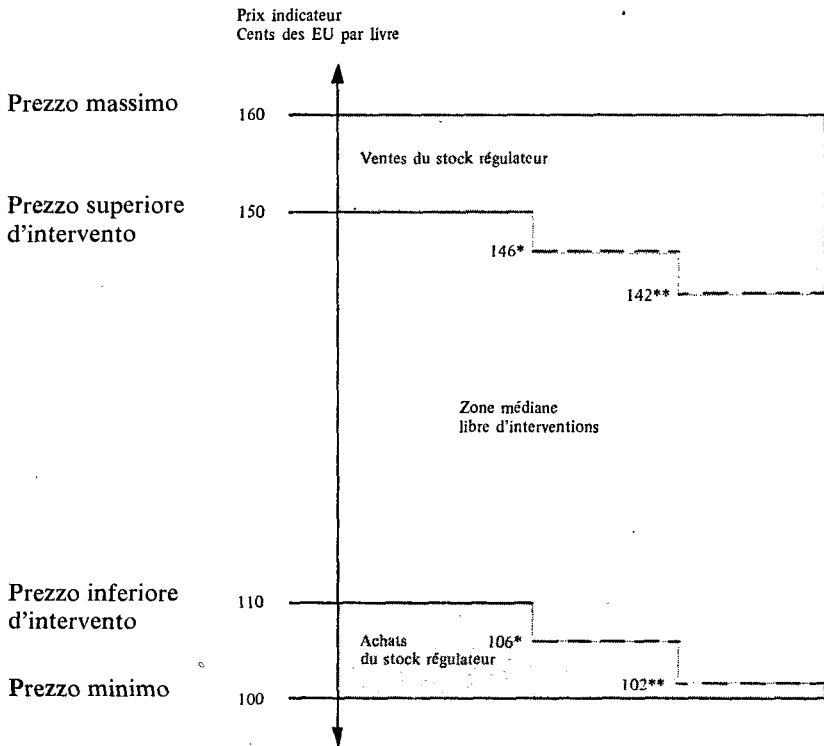 Prix indicateur
Cents des EU par livre
Prezzo massimo
160
Ventes du stock régulateur
Prezzo superiore
d'intervento
150
146*
142**
Zone médiane
libre d'interventions
Prezzo inferiore
d'intervento
110
Achats
du stock régulateur
106*
102**
Prezzo minimo
100